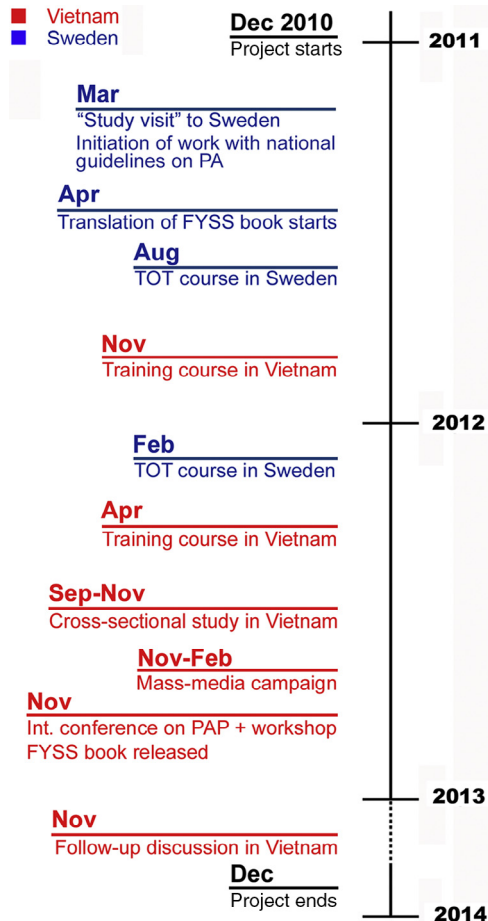 Vietnam
Sweden
Dec 2010
Project starts
2011
Mar
“Study visit” to Sweden
Initiation of work with national
guidelines on PA
Apr
Translation of FYSS book starts
Aug
TOT course in Sweden
Nov
Training course in Vietnam
2012
Feb
TOT course in Sweden
Apr
Training course in Vietnam
Sep-Nov
Cross-sectional study in Vietnam
Nov-Feb
Mass-media campaign
Nov
Int. conference on PAP + workshop
FYSS book released
2013
Nov
Follow-up discussion in Vietnam
Dec
Project ends
2014